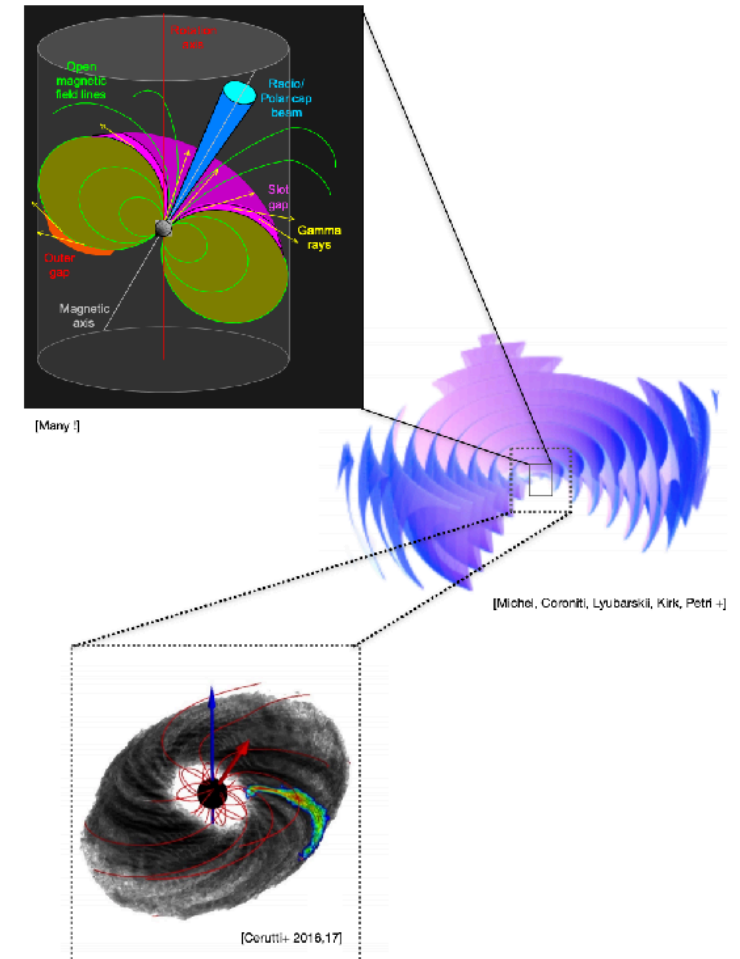 Rotation
axis
Open
magnetic
field lines
Radio/
Polar cap
beam
Slot
gap
Gamma
rays
Outer
gap
Magnetic
axis
[Many !]
[Michel, Coroniti, Lyubarskii, Kirk, Petri +]
[Cerutti+ 2016,17]